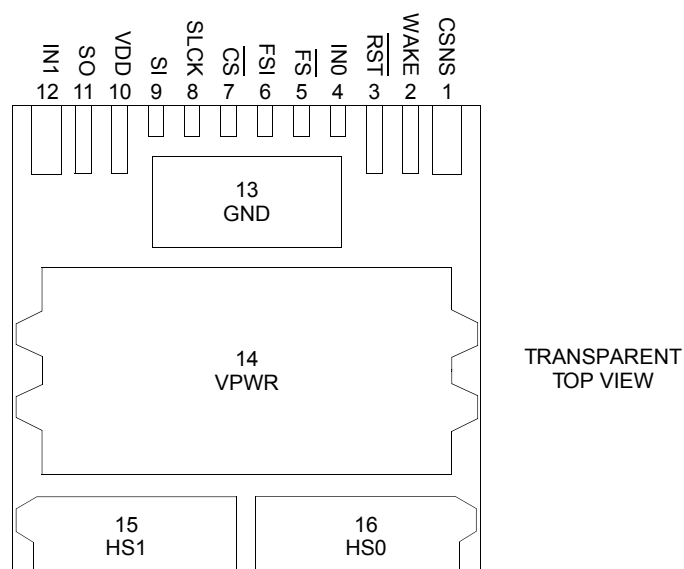 IN1
SO
VDD
SI
SLCK
CS
FSI
FS
IN0
RST
WAKE
CSNS
12 11 10 9 8 7 6 5 4 3 2 1
13
GND
14
VPWR
TRANSPARENT
TOP VIEW
15
HS1
16
HS0